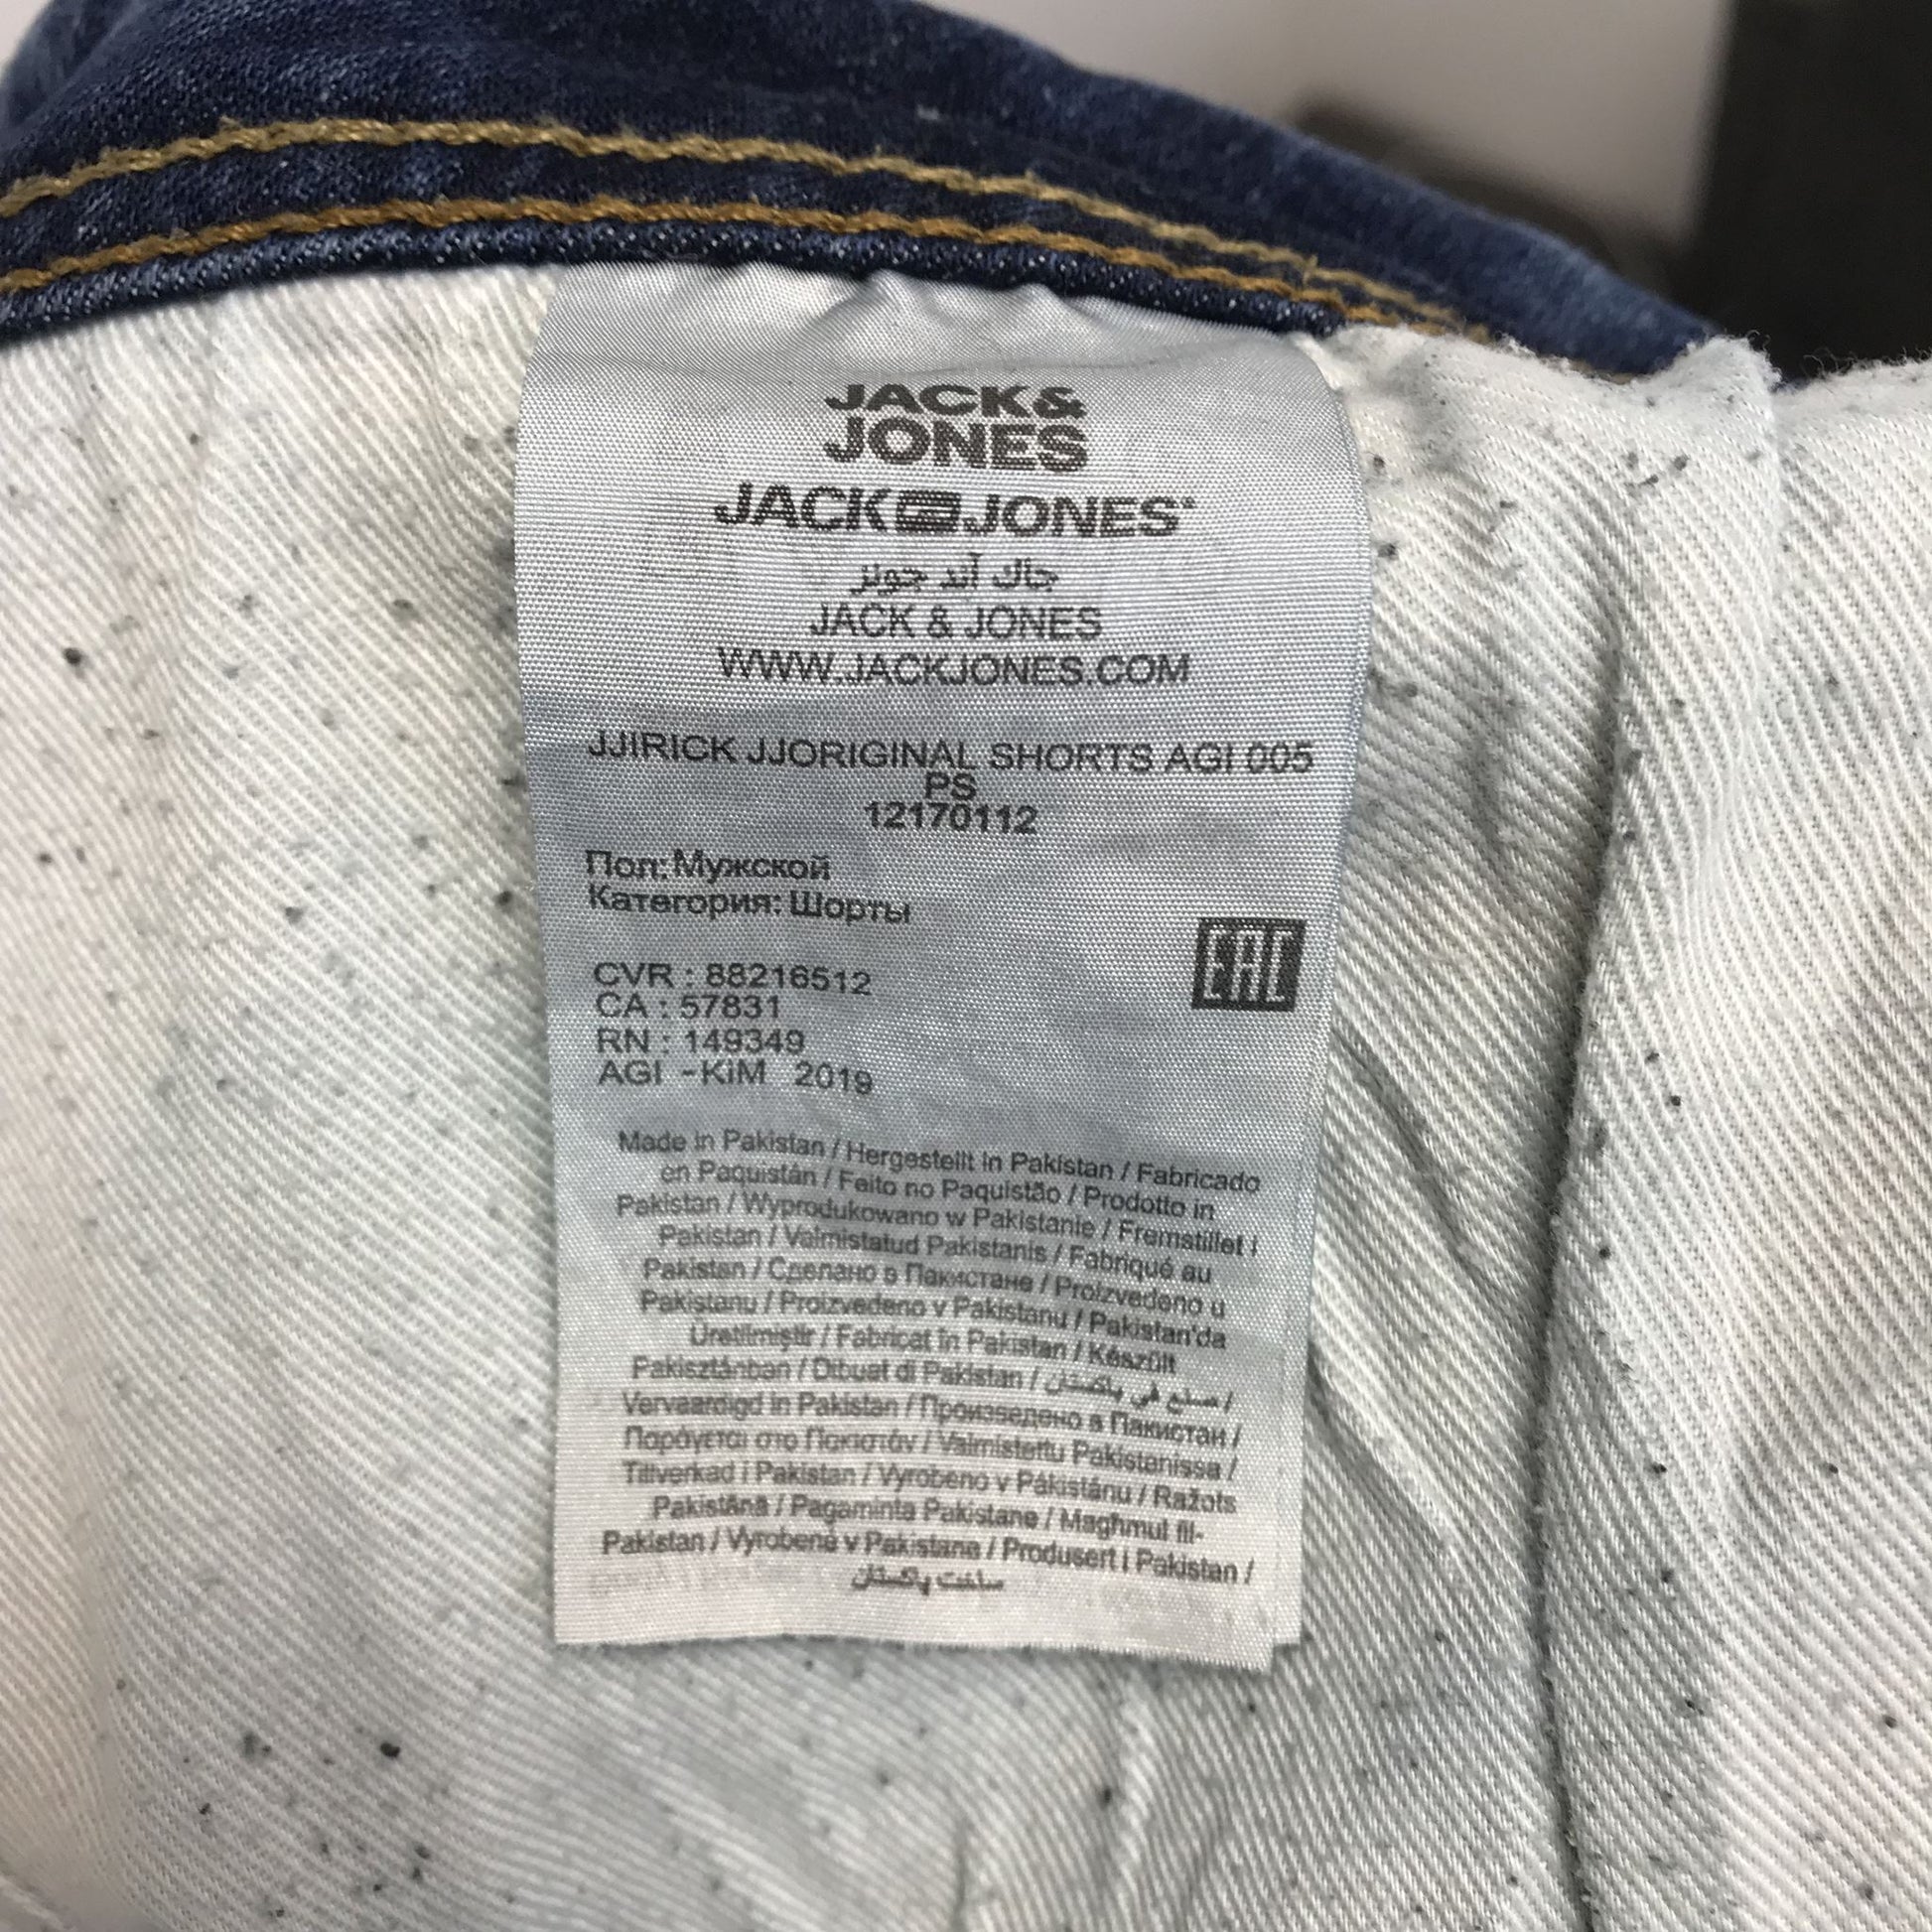 JACK&
JONES
JACK JONES®
جاك آند جونز
JACK & JONES
WWW.JACKJONES.COM
JJIRICK JJORIGINAL SHORTS AGI 005
PS
12170112
Пол: Мужской
Категория: Шорты
EAC
CVR : 88216512
CA : 57831
RN : 149349
AGI -KiM 2019
Made in Pakistan / Hergestellt in Pakistan / Fabricado
en Paquistán / Feito no Paquistão / Prodotto in
Pakistan / Wyprodukowano w Pakistanie / Fremstillet i
Pakistan / Valmistatud Pakistanis / Fabriqué au
Pakistan / Сделано в Пакистане / Proizvedeno u
Pakistanu / Proizvedeno v Pakistanu / Pakistan'da
Üretilmiştir / Fabricat în Pakistan / Készült
Pakisztánban / Dibuat di Pakistan / صنع في باكستان /
Vervaardigd in Pakistan / Произведено в Пакистан /
Παράγεται στο Πακιστάν / Valmistettu Pakistanissa /
Tillverkad i Pakistan / Vyrobeno v Pákistánu / Ražots
Pakistānā / Pagaminta Pakistane / Maghmul fil-
Pakistan / Vyrobené v Pakistane / Produsert i Pakistan /
ساخت پاکستان